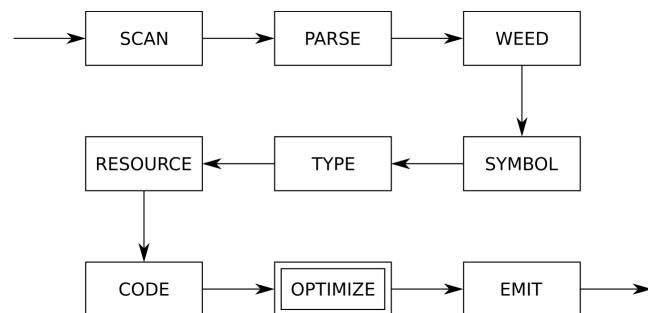 SCAN PARSE WEED
RESOURCE TYPE SYMBOL
CODE OPTIMIZE EMIT